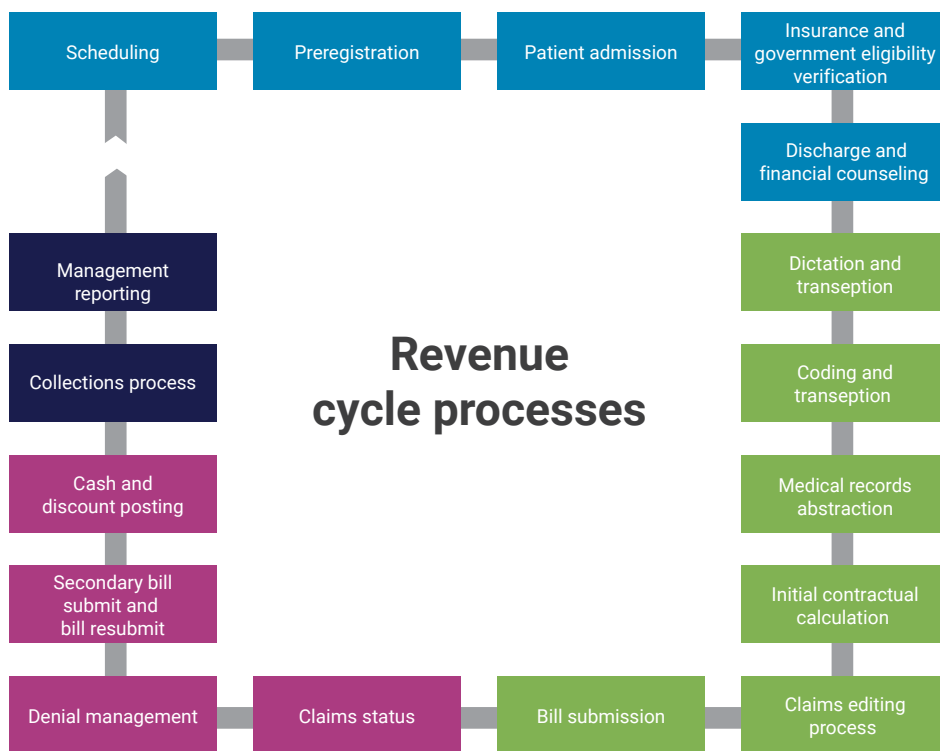 Scheduling
Preregistration
Patient admission
Insurance and
government eligibility
verification
Discharge and
financial counseling
Dictation and
transeption
Coding and
transeption
Medical records
abstraction
Initial contractual
calculation
Claims editing
process
Bill submission
Claims status
Denial management
Secondary bill
submit and
bill resubmit
Cash and
discount posting
Collections process
Management
reporting
Revenue
cycle processes